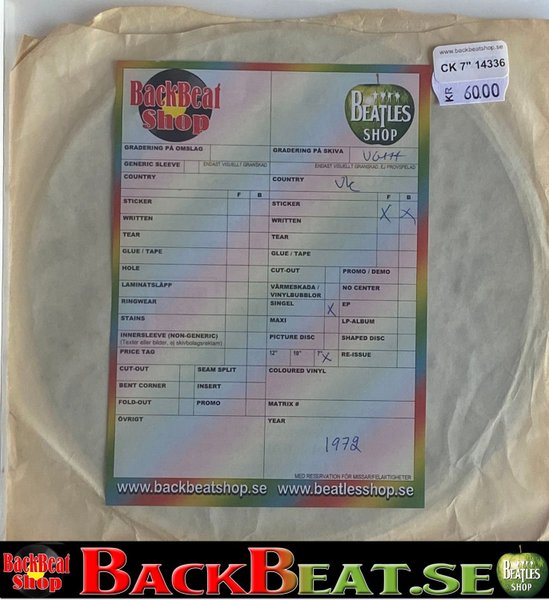 www.backbeatshop.se
CK 7" 14336
KR 60.00
BackBeat Shop
BEATLES SHOP
GRADERING PÅ OMSLAG
GRADERING PÅ SKIVA VG++
GENERIC SLEEVE
ENDAST VISUELLT GRANSKAD
ENDAST VISUELLT GRANSKAD, EJ PROVSPELAD
COUNTRY
COUNTRY UK
F B
F B
STICKER
STICKER X X
WRITTEN
WRITTEN
TEAR
TEAR
GLUE / TAPE
GLUE / TAPE
HOLE
CUT-OUT
PROMO / DEMO
LAMINATSLÄPP
VÄRMESKADA / VINYLBUBBLOR
NO CENTER
RINGWEAR
SINGEL X
EP
STAINS
MAXI
LP-ALBUM
INNERSLEEVE (NON-GENERIC)
(Texter eller bilder, ej skivbolagsreklam)
PICTURE DISC
SHAPED DISC
PRICE TAG
12" 10" 7" X
RE-ISSUE
CUT-OUT
SEAM SPLIT
COLOURED VINYL
BENT CORNER
INSERT
FOLD-OUT
PROMO
MATRIX #
ÖVRIGT
YEAR
1972
MED RESERVATION FÖR MISSAR/FELAKTIGHETER
www.backbeatshop.se www.beatlesshop.se
BackBeat Shop
BACKBEAT.SE
BEATLES SHOP